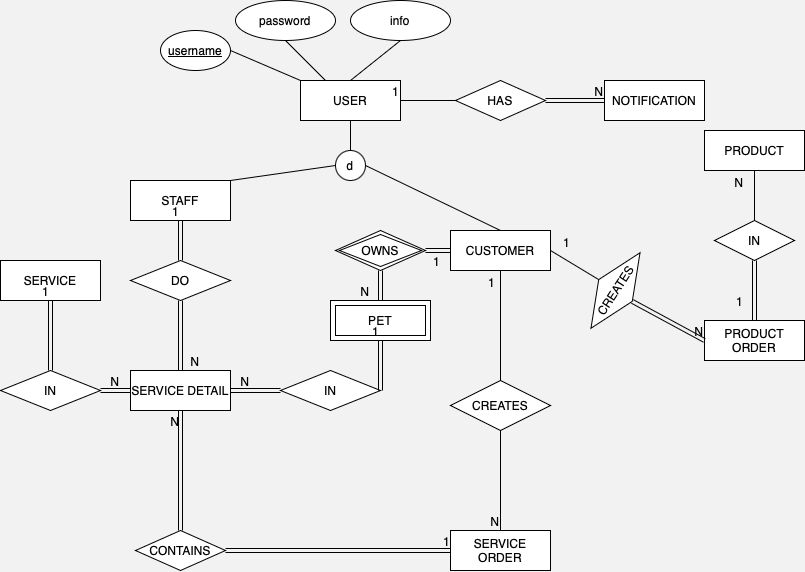 password
info
username
USER
1
HAS
N
NOTIFICATION
PRODUCT
d
STAFF
1
N
OWNS
CUSTOMER
1
1
IN
SERVICE
1
DO
1
CREATES
N
1
PET
1
N
PRODUCT
ORDER
N
IN
N
SERVICE DETAIL
N
IN
N
CREATES
N
1
CONTAINS
SERVICE
ORDER